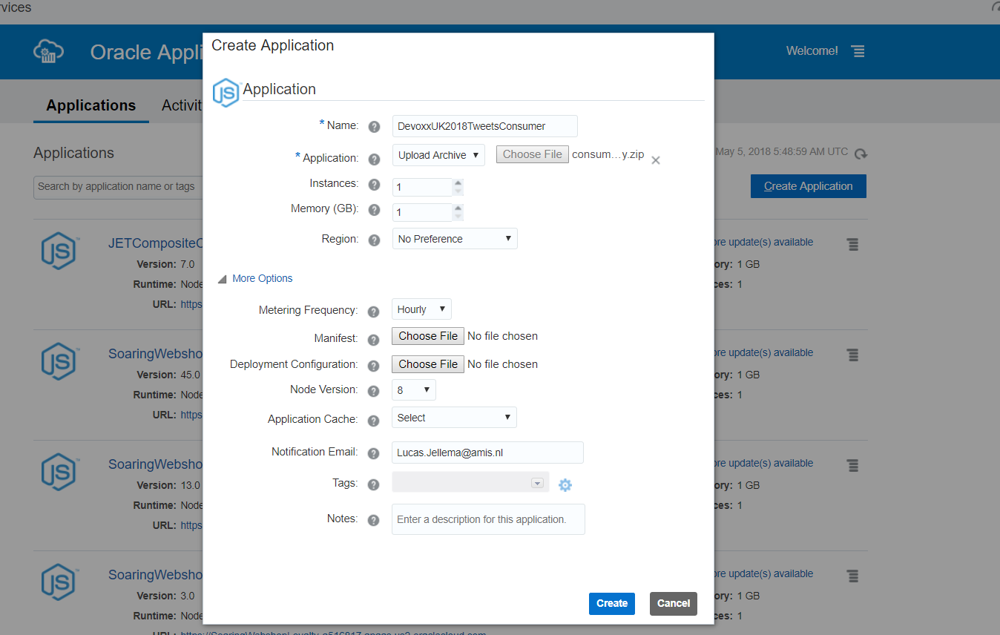 rvices
Oracle Appli
Welcome!
Applications
Activit
Applications
May 5, 2018 5:48:59 AM UTC
Search by application name or tags
Create Application
JS
JETCompositeC
Version: 7.0
Runtime: Node
URL: https
ore update(s) available
ory: 1 GB
ces: 1
JS
SoaringWebsho
Version: 45.0
Runtime: Node
URL: https
ore update(s) available
ory: 1 GB
ces: 1
JS
SoaringWebsho
Version: 13.0
Runtime: Node
URL: https
ore update(s) available
ory: 1 GB
ces: 1
JS
SoaringWebsho
Version: 3.0
Runtime: Node
ore update(s) available
ory: 1 GB
ces: 1
Create Application
JS
Application
* Name: ? DevoxxUK2018TweetsConsumer
* Application: ? Upload Archive Choose File consum…y.zip
Instances: ? 1
Memory (GB): ? 1
Region: ? No Preference
More Options
Metering Frequency: ? Hourly
Manifest: ? Choose File No file chosen
Deployment Configuration: ? Choose File No file chosen
Node Version: ? 8
Application Cache: ? Select
Notification Email: ? Lucas.Jellema@amis.nl
Tags: ?
Notes: ? Enter a description for this application.
Create
Cancel